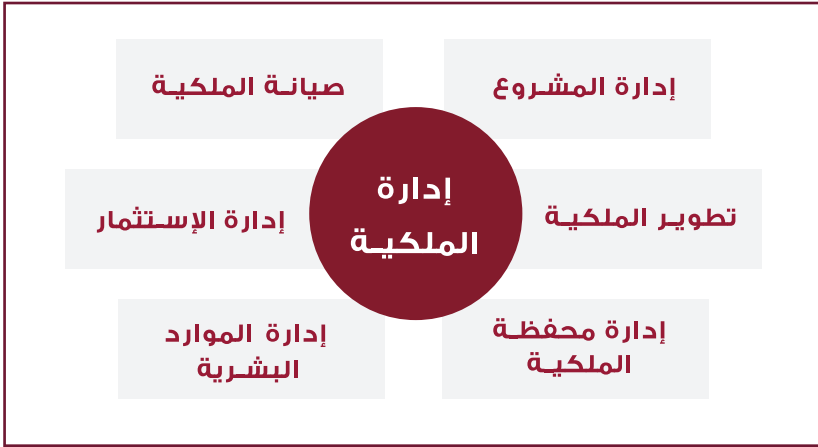 إدارة المشروع
صيانة الملكية
إدارة
الملكية
تطوير الملكية
إدارة الإستثمار
إدارة محفظة
الملكية
إدارة الموارد
البشرية